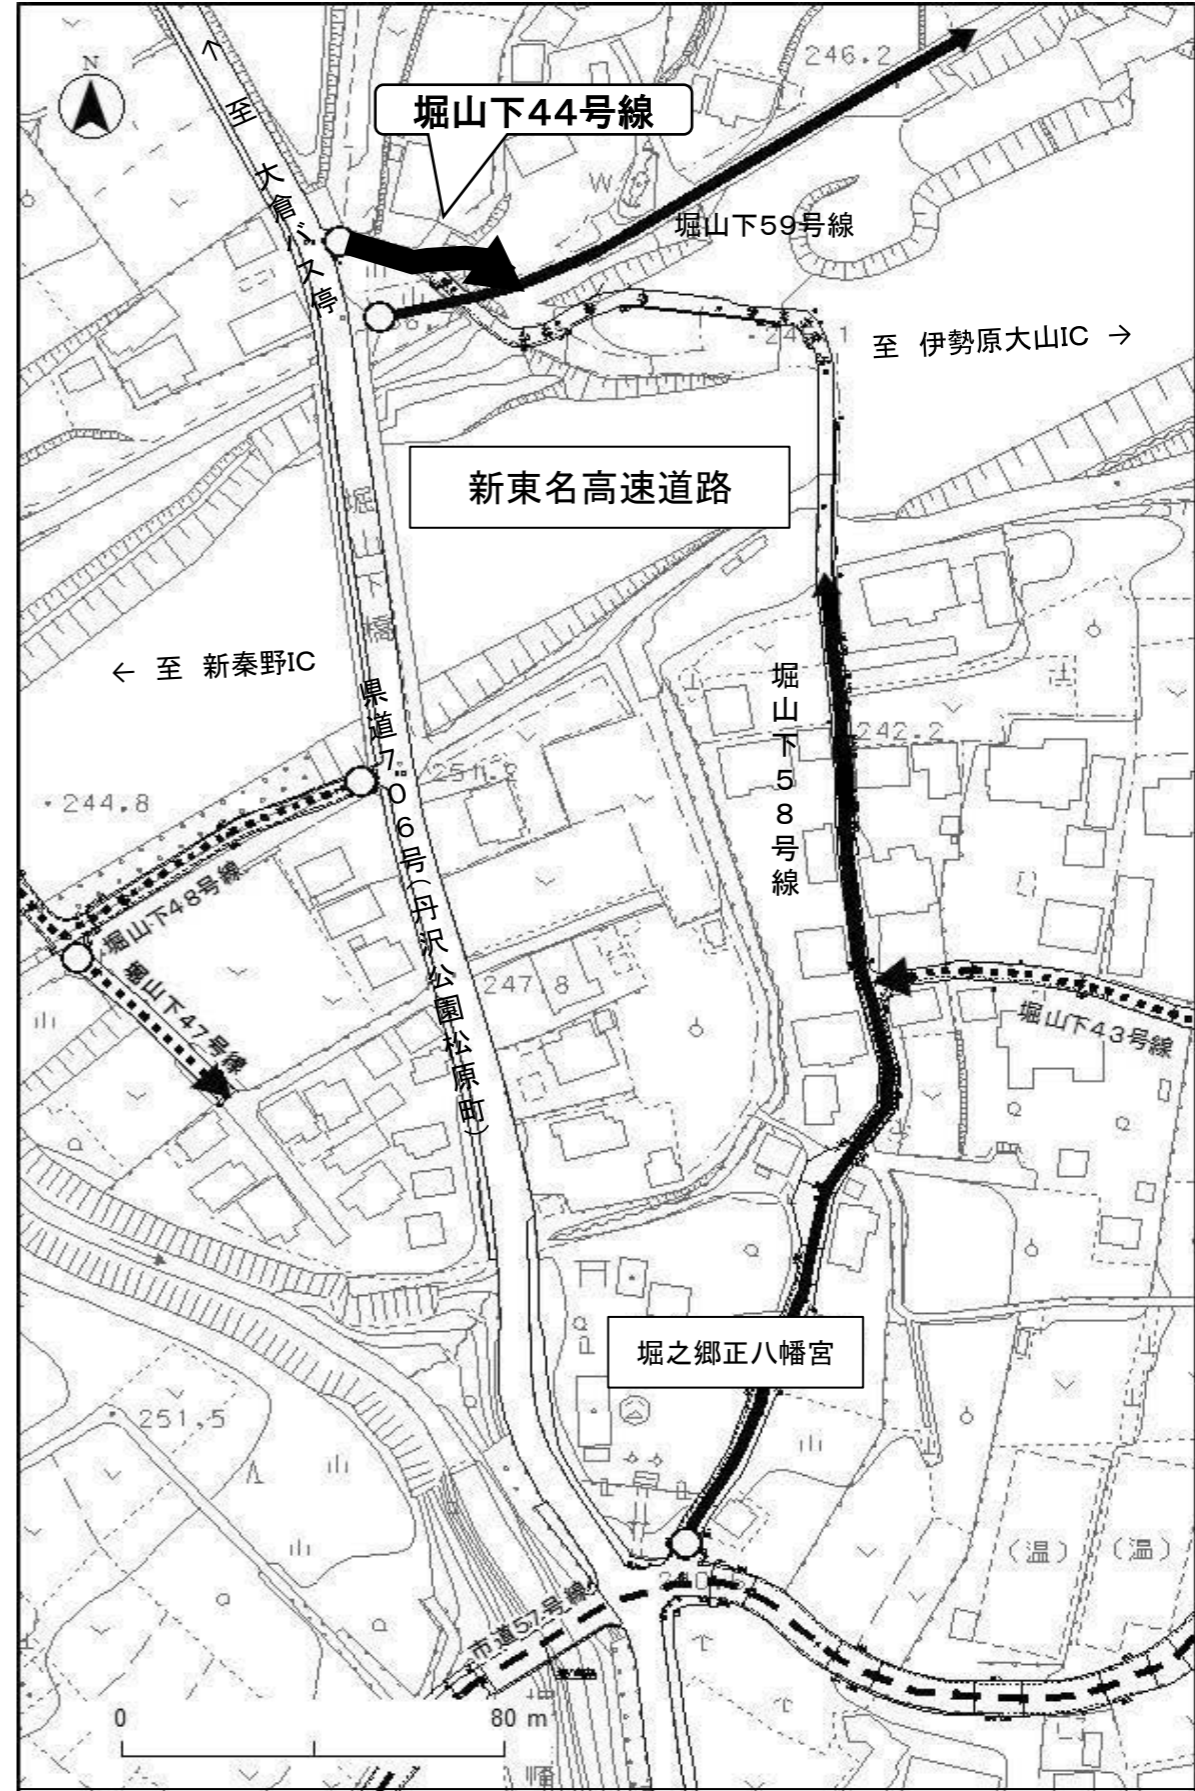 N
↑ 至 大倉バス亭
246.2
堀山下44号線
W
堀山下59号線
至 伊勢原大山IC →
新東名高速道路
堀山下橋
← 至 新秦野IC
県道706号(丹沢公園松原町)
堀山下58号線
242.2
・244.8
堀山下48号線
堀山下47号線
247.8
堀山下43号線
堀之郷正八幡宮
251.5
(温)
(温)
市道57号線
0
80 m